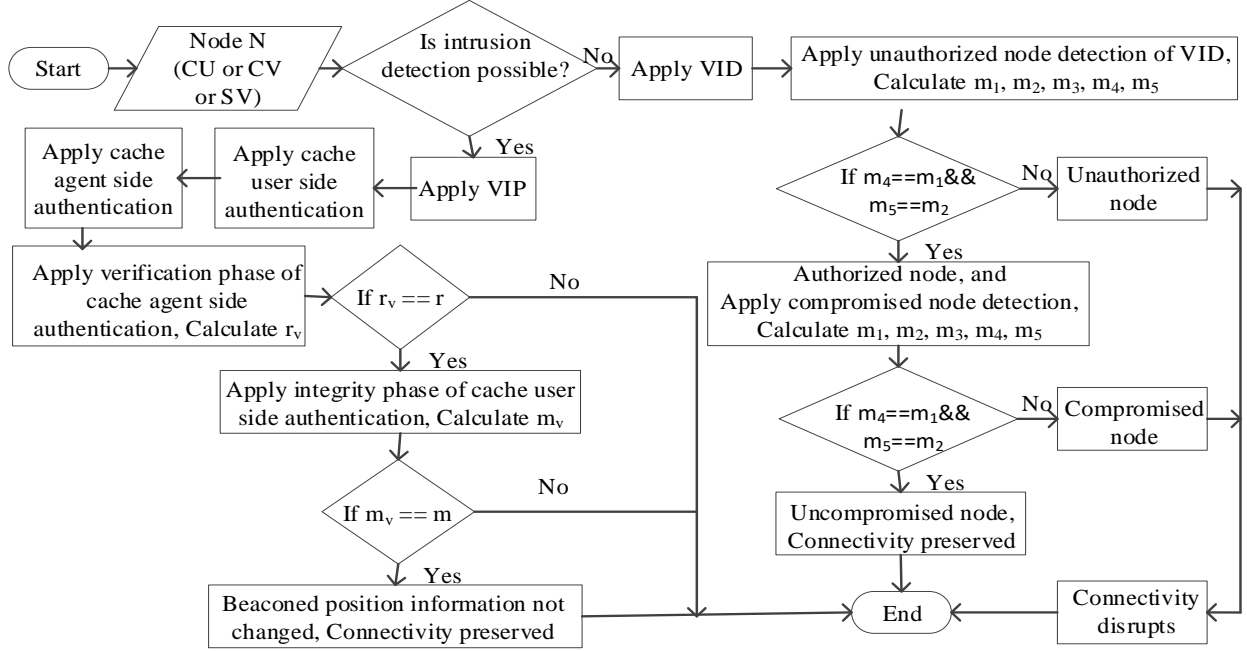 Start
Node N
(CU or CV
or SV)
Is intrusion
detection possible?
No
Apply VID
Apply unauthorized node detection of VID,
Calculate m₁, m₂, m₃, m₄, m₅
Yes
Apply VIP
Apply cache
user side
authentication
Apply cache
agent side
authentication
Apply verification phase of
cache agent side
authentication, Calculate rᵥ
If rᵥ == r
No
Yes
Apply integrity phase of cache user
side authentication, Calculate mᵥ
If mᵥ == m
No
Yes
Beaconed position information not
changed, Connectivity preserved
If m₄==m₁&&
m₅==m₂
No
Unauthorized
node
Yes
Authorized node, and
Apply compromised node detection,
Calculate m₁, m₂, m₃, m₄, m₅
If m₄==m₁&&
m₅==m₂
No
Compromised
node
Yes
Uncompromised node,
Connectivity preserved
End
Connectivity
disrupts